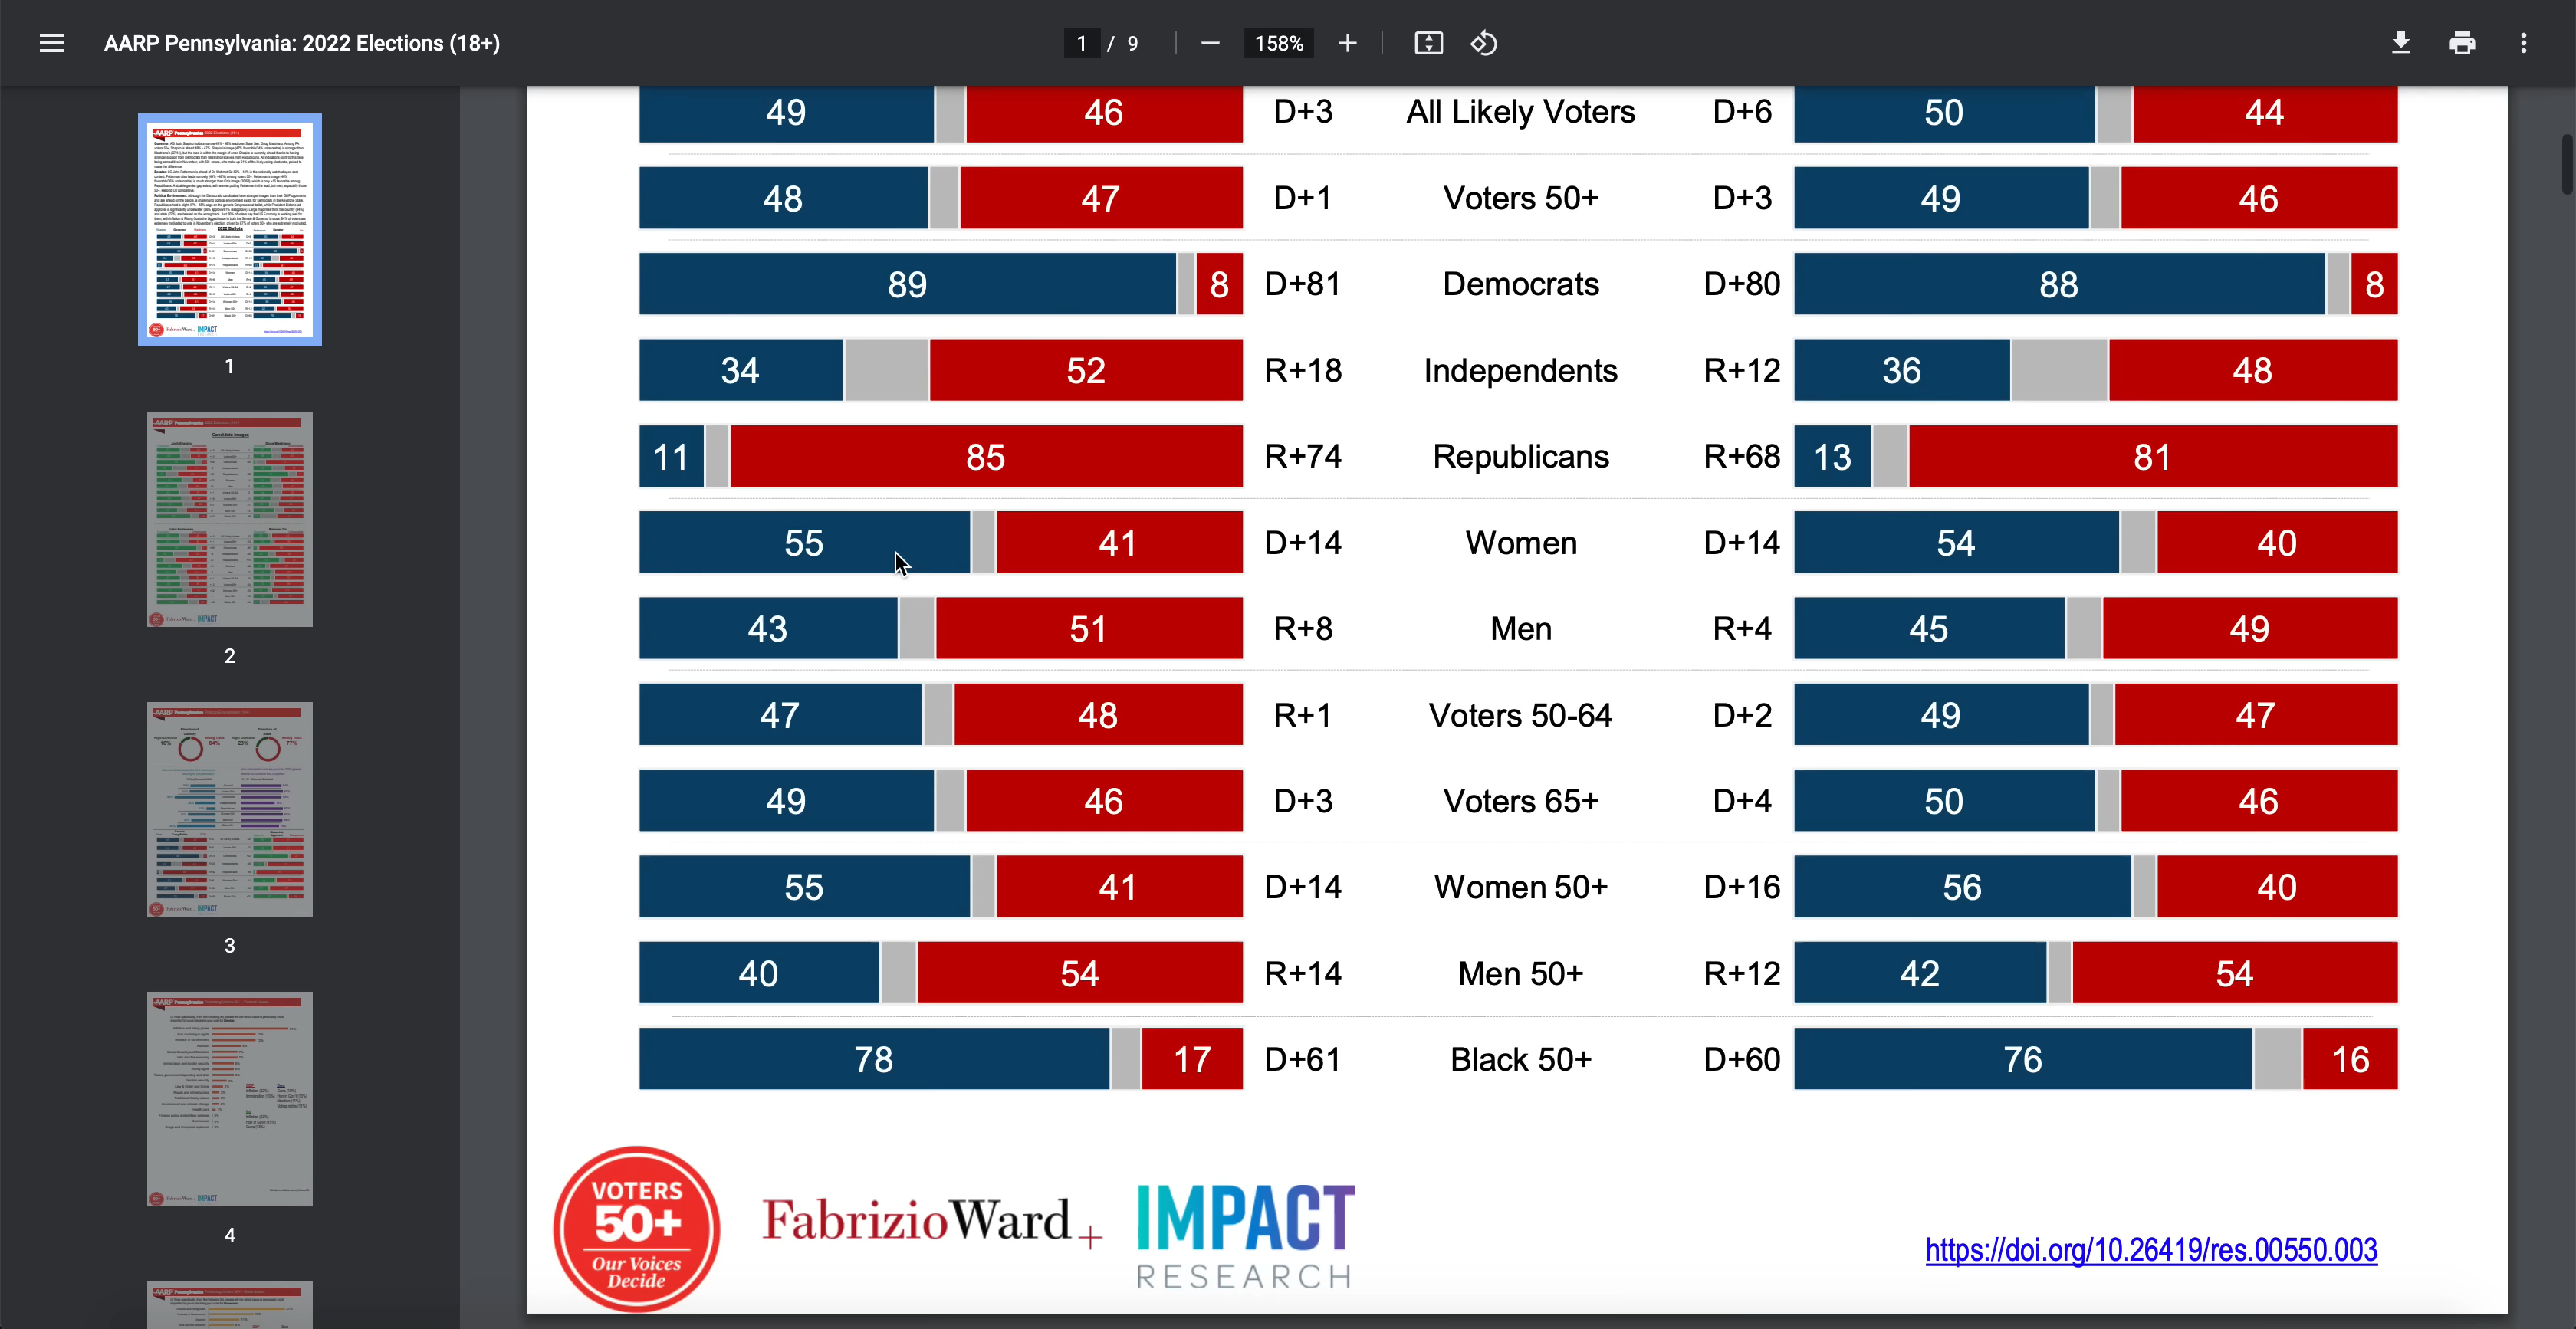 AARP Pennsylvania: 2022 Elections (18+)
1 / 9
158%
49 46 D+3 All Likely Voters D+6 50 44
48 47 D+1 Voters 50+ D+3 49 46
89 8 D+81 Democrats D+80 88 8
34 52 R+18 Independents R+12 36 48
11 85 R+74 Republicans R+68 13 81
55 41 D+14 Women D+14 54 40
43 51 R+8 Men R+4 45 49
47 48 R+1 Voters 50-64 D+2 49 47
49 46 D+3 Voters 65+ D+4 50 46
55 41 D+14 Women 50+ D+16 56 40
40 54 R+14 Men 50+ R+12 42 54
78 17 D+61 Black 50+ D+60 76 16
VOTERS
50+
Our Voices
Decide
FabrizioWard+
IMPACT
RESEARCH
https://doi.org/10.26419/res.00550.003
1
2
3
4